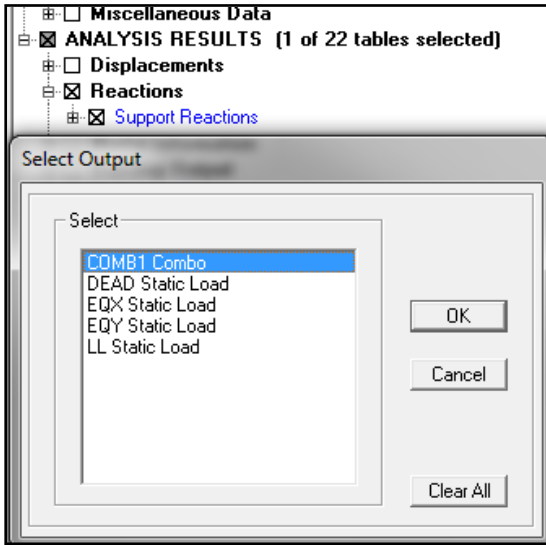 Miscellaneous Data
ANALYSIS RESULTS (1 of 22 tables selected)
Displacements
Reactions
Support Reactions
Select Output
Select
COMB1 Combo
DEAD Static Load
EQX Static Load
EQY Static Load
LL Static Load
OK
Cancel
Clear All